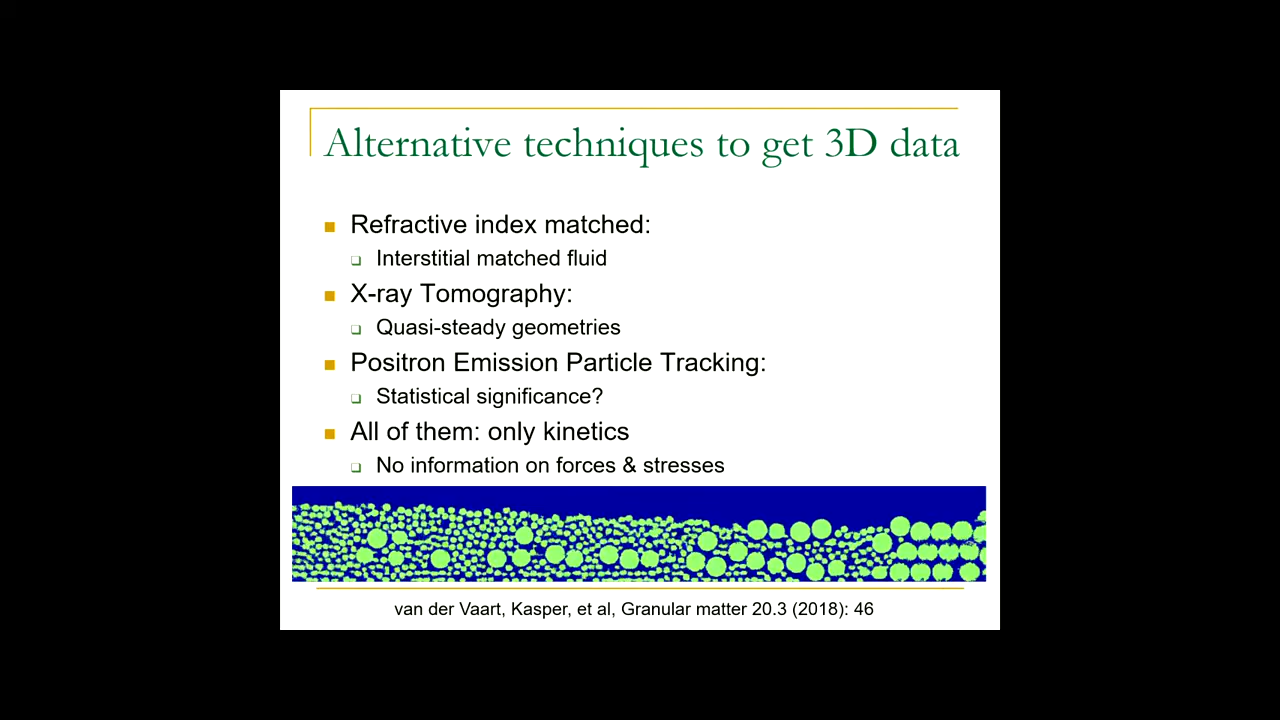 Alternative techniques to get 3D data
Refractive index matched:
Interstitial matched fluid
X-ray Tomography:
Quasi-steady geometries
Positron Emission Particle Tracking:
Statistical significance?
All of them: only kinetics
No information on forces & stresses
van der Vaart, Kasper, et al, Granular matter 20.3 (2018): 46